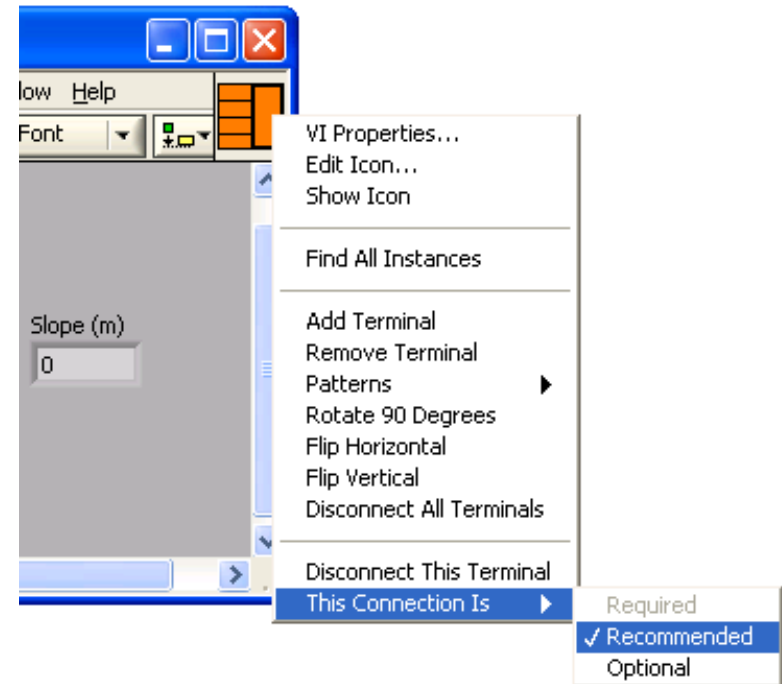 low Help
Font
VI Properties...
Edit Icon...
Show Icon
Find All Instances
Slope (m)
0
Add Terminal
Remove Terminal
Patterns
Rotate 90 Degrees
Flip Horizontal
Flip Vertical
Disconnect All Terminals
Disconnect This Terminal
This Connection Is
Required
✓ Recommended
Optional